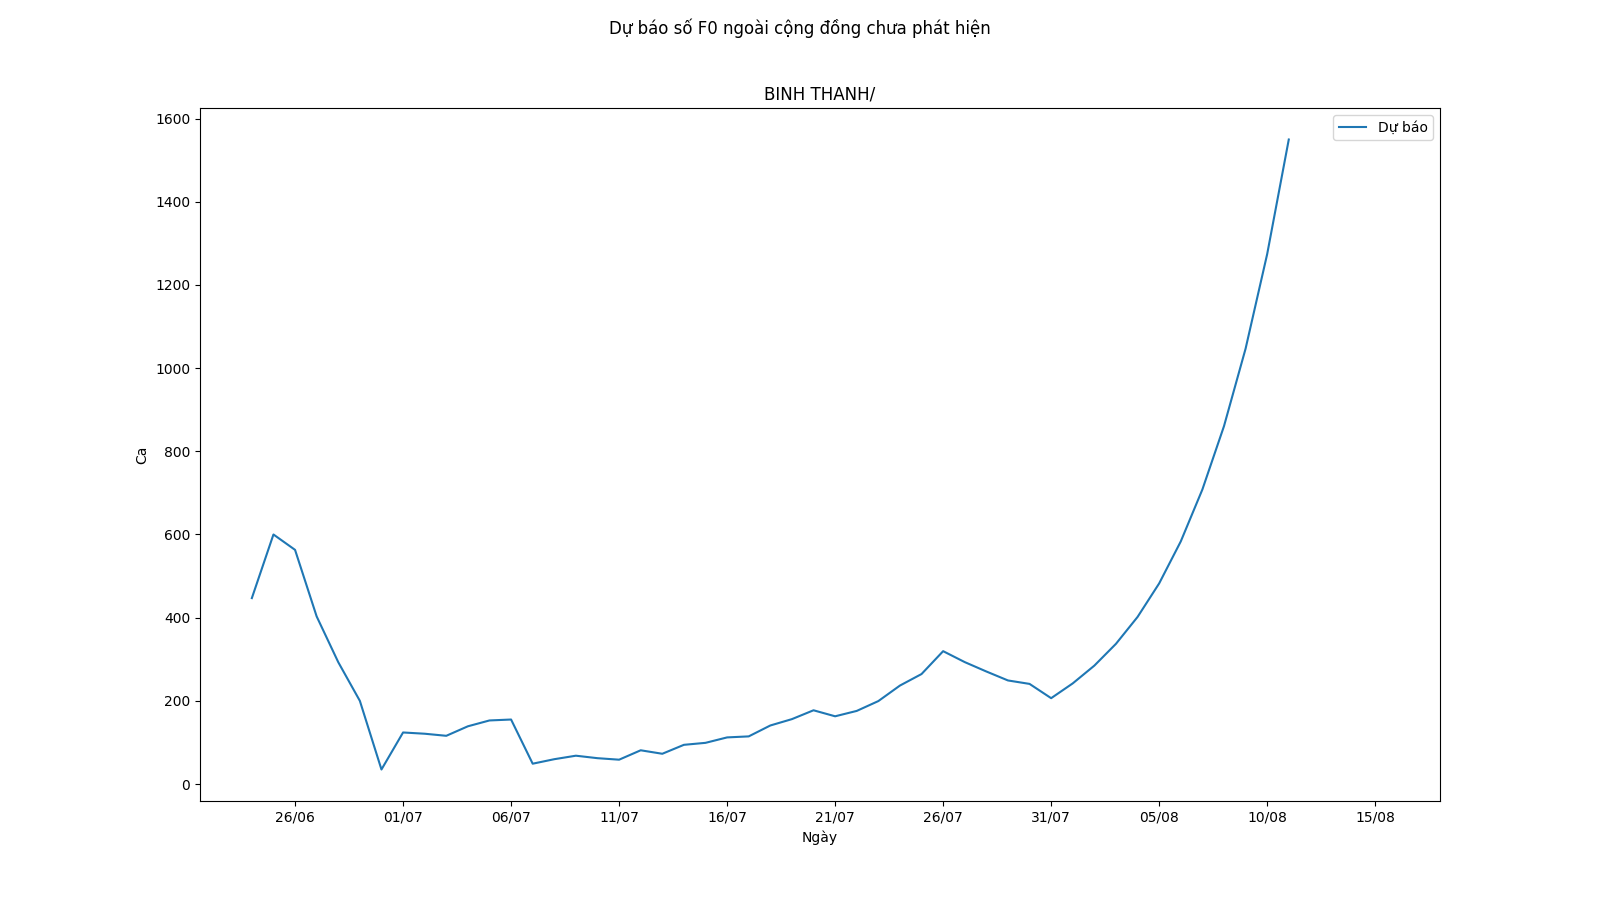 Dự báo số F0 ngoài cộng đồng chưa phát hiện
BINH THANH/
Dự báo
1600
1400
1200
1000
800
600
400
200
0
Ca
26/06 01/07 06/07 11/07 16/07 21/07 26/07 31/07 05/08 10/08 15/08
Ngày